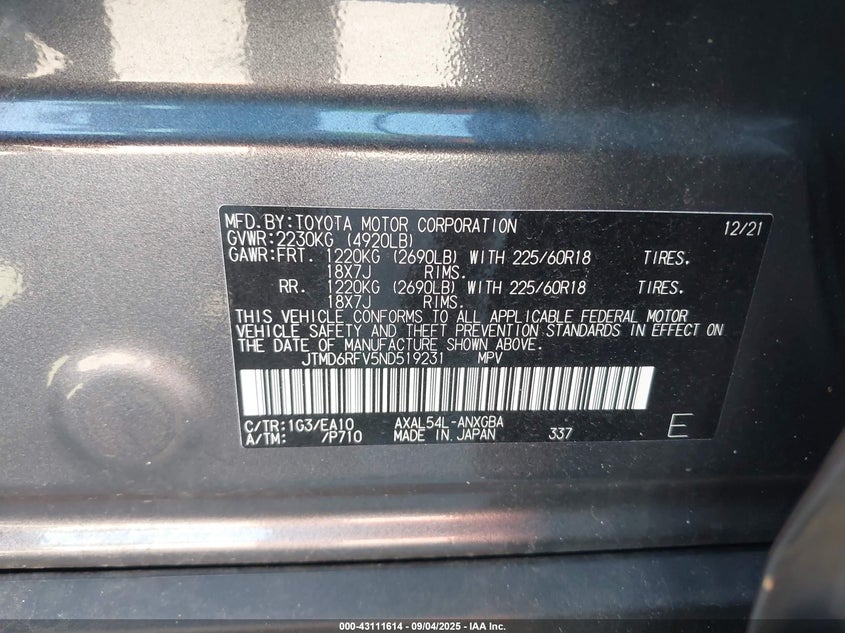 MFD.BY:TOYOTA MOTOR CORPORATION 12/21
GVWR:2230KG (4920LB)
GAWR:FRT. 1220KG (2690LB) WITH 225/60R18 TIRES.
18X7J RIMS.
RR. 1220KG (2690LB) WITH 225/60R18 TIRES.
18X7J RIMS.
THIS VEHICLE CONFORMS TO ALL APPLICABLE FEDERAL MOTOR
VEHICLE SAFETY AND THEFT PREVENTION STANDARDS IN EFFECT ON
THE DATE OF MANUFACTURE SHOWN ABOVE.
JTMD6RFV5ND519231 MPV
C/TR:1G3/EA10 AXAL54L-ANXGBA
A/TM: /P710 MADE IN JAPAN 337 E
000-43111614 - 09/04/2025 - IAA Inc.